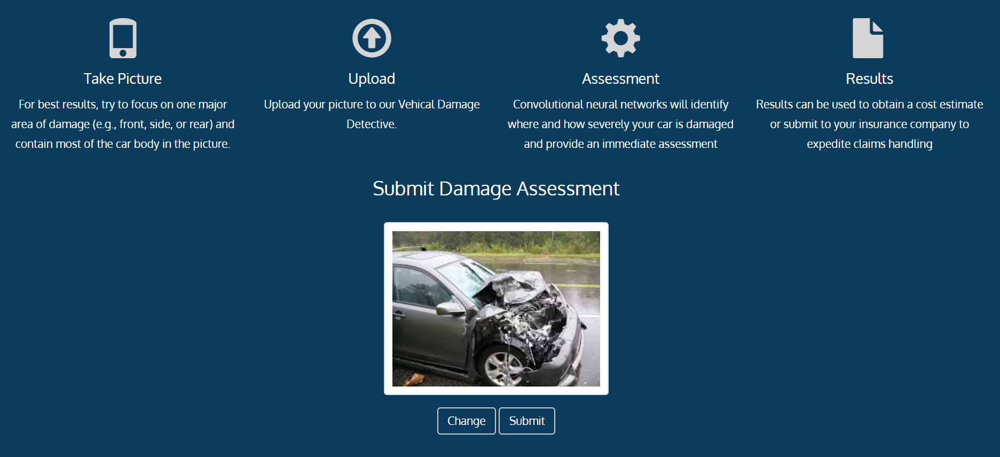 Take Picture
For best results, try to focus on one major
area of damage (e.g., front, side, or rear) and
contain most of the car body in the picture.
Upload
Upload your picture to our Vehical Damage
Detective.
Assessment
Convolutional neural networks will identify
where and how severely your car is damaged
and provide an immediate assessment
Results
Results can be used to obtain a cost estimate
or submit to your insurance company to
expedite claims handling
Submit Damage Assessment
Change
Submit